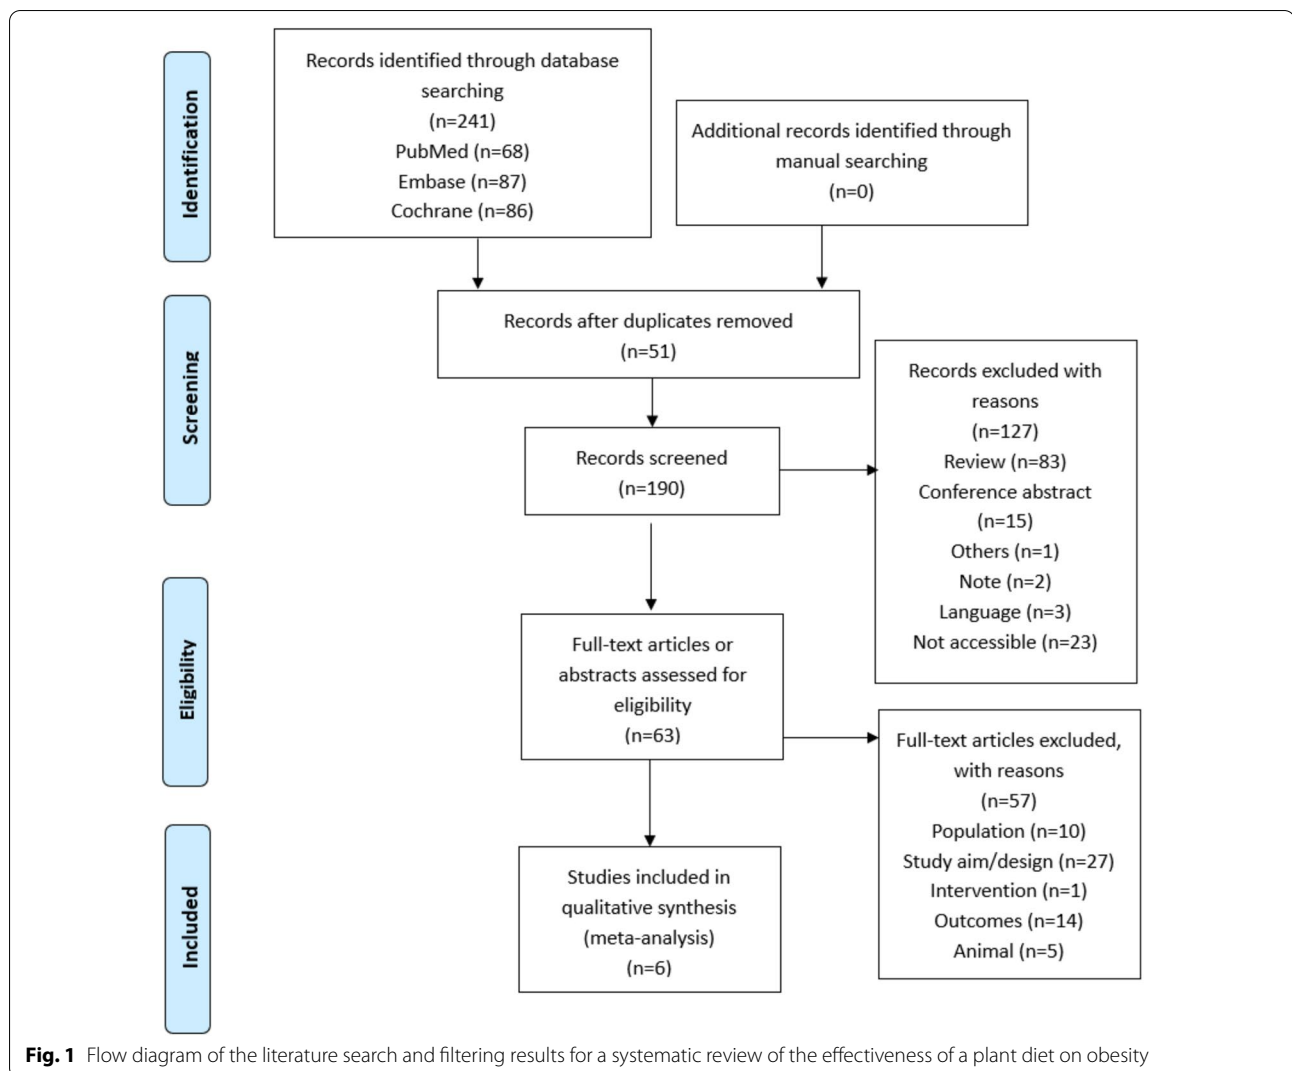 Identification
Records identified through database
searching
(n=241)
PubMed (n=68)
Embase (n=87)
Cochrane (n=86)
Additional records identified through
manual searching
(n=0)
Screening
Records after duplicates removed
(n=51)
Records screened
(n=190)
Records excluded with
reasons
(n=127)
Review (n=83)
Conference abstract
(n=15)
Others (n=1)
Note (n=2)
Language (n=3)
Not accessible (n=23)
Eligibility
Full-text articles or
abstracts assessed for
eligibility
(n=63)
Full-text articles excluded,
with reasons
(n=57)
Population (n=10)
Study aim/design (n=27)
Intervention (n=1)
Outcomes (n=14)
Animal (n=5)
Included
Studies included in
qualitative synthesis
(meta-analysis)
(n=6)
Fig. 1 Flow diagram of the literature search and filtering results for a systematic review of the effectiveness of a plant diet on obesity